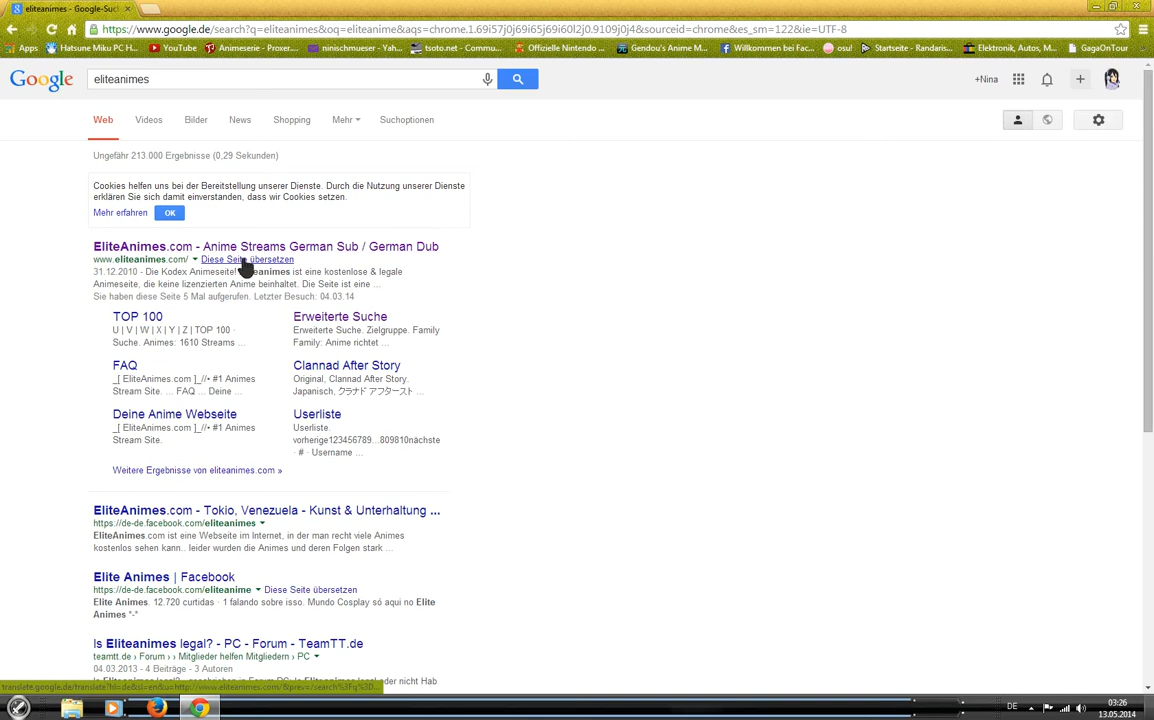 eliteanimes - Google-Suc
https://www.google.de/search?q=eliteanimes&oq=eliteanime&aqs=chrome.1.69i57j0j69i65j69i60l2j0.9109j0j4&sourceid=chrome&es_sm=122&ie=UTF-8
Apps Hatsune Miku PC H... YouTube Animeserie - Proxer... ninischmueser - Yah... tsoto.net - Commu... Offizielle Nintendo ... Gendou's Anime M... Willkommen bei Fac... osu! Startseite - Randaris... Elektronik, Autos, M... GagaOnTour
Google eliteanimes +Nina
Web Videos Bilder News Shopping Mehr Suchoptionen
Ungefähr 213.000 Ergebnisse (0,29 Sekunden)
Cookies helfen uns bei der Bereitstellung unserer Dienste. Durch die Nutzung unserer Dienste
erklären Sie sich damit einverstanden, dass wir Cookies setzen.
Mehr erfahren OK
EliteAnimes.com - Anime Streams German Sub / German Dub
www.eliteanimes.com/ Diese Seite übersetzen
31.12.2010 - Die Kodex Animeseite! Eliteanimes ist eine kostenlose & legale
Animeseite, die keine lizenzierten Anime beinhaltet. Die Seite ist eine ...
Sie haben diese Seite 5 Mal aufgerufen. Letzter Besuch: 04.03.14
TOP 100
U | V | W | X | Y | Z | TOP 100 ·
Suche. Animes: 1610 Streams ...
Erweiterte Suche
Erweiterte Suche. Zielgruppe. Family
Family: Anime richtet ...
FAQ
_[ EliteAnimes.com ]_//• #1 Animes
Stream Site. ... FAQ ... Deine ...
Clannad After Story
Original, Clannad After Story.
Japanisch, クラナド アフタースト ...
Deine Anime Webseite
_[ EliteAnimes.com ]_//• #1 Animes
Stream Site.
Userliste
Userliste.
vorherige123456789...809810nächste
· # · Username ...
Weitere Ergebnisse von eliteanimes.com »
EliteAnimes.com - Tokio, Venezuela - Kunst & Unterhaltung ...
https://de-de.facebook.com/eliteanimes
EliteAnimes.com ist eine Webseite im Internet, in der man recht viele Animes
kostenlos sehen kann.. leider wurden die Animes und deren Folgen stark ...
Elite Animes | Facebook
https://de-de.facebook.com/eliteanime Diese Seite übersetzen
Elite Animes. 12.720 curtidas · 1 falando sobre isso. Mundo Cosplay só aqui no Elite
Animes *-*
Is Eliteanimes legal? - PC - Forum - TeamTT.de
teamtt.de › Forum › › Mitglieder helfen Mitgliedern › PC
04.03.2013 - 4 Beiträge - 3 Autoren
DE 03:26
13.05.2014